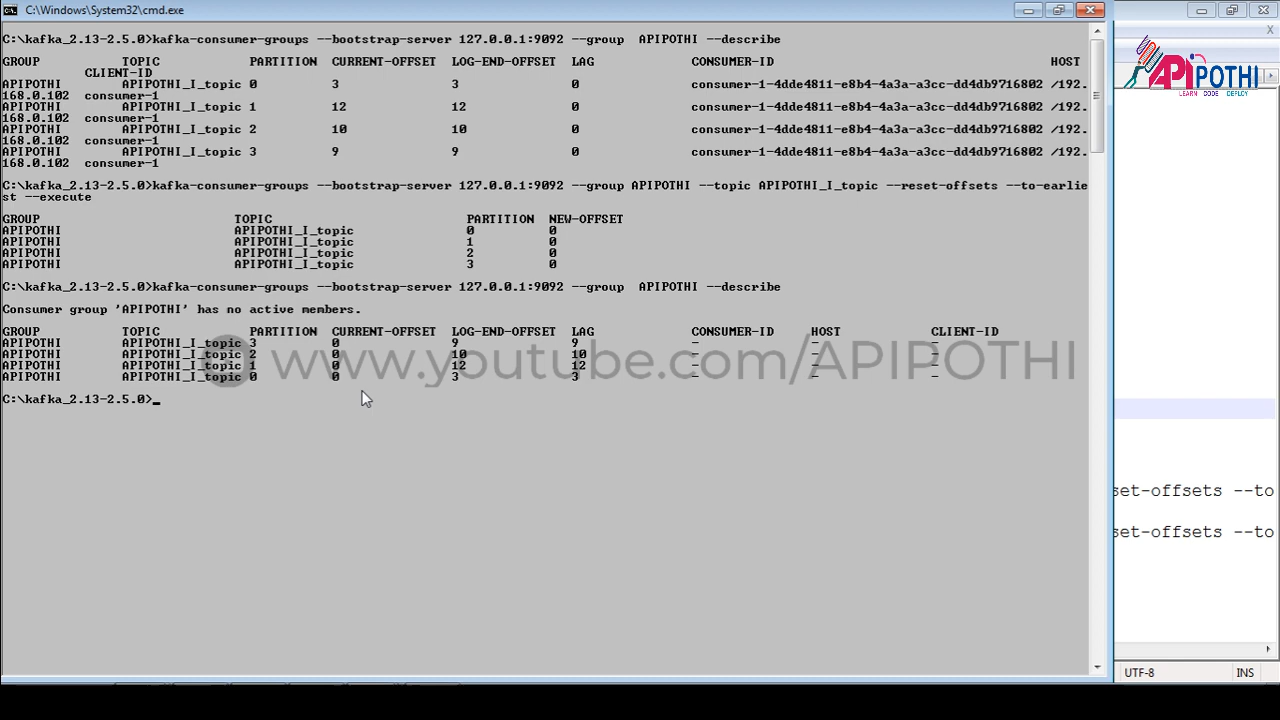 C:\Windows\System32\cmd.exe
C:\kafka_2.13-2.5.0>kafka-consumer-groups --bootstrap-server 127.0.0.1:9092 --group  APIPOTHI --describe
GROUP TOPIC PARTITION CURRENT-OFFSET LOG-END-OFFSET LAG CONSUMER-ID HOST
CLIENT-ID
APIPOTHI APIPOTHI_I_topic 0 3 3 0 consumer-1-4dde4811-e8b4-4a3a-a3cc-dd4db9716802 /192.
168.0.102 consumer-1
APIPOTHI APIPOTHI_I_topic 1 12 12 0 consumer-1-4dde4811-e8b4-4a3a-a3cc-dd4db9716802 /192.
168.0.102 consumer-1
APIPOTHI APIPOTHI_I_topic 2 10 10 0 consumer-1-4dde4811-e8b4-4a3a-a3cc-dd4db9716802 /192.
168.0.102 consumer-1
APIPOTHI APIPOTHI_I_topic 3 9 9 0 consumer-1-4dde4811-e8b4-4a3a-a3cc-dd4db9716802 /192.
168.0.102 consumer-1
C:\kafka_2.13-2.5.0>kafka-consumer-groups --bootstrap-server 127.0.0.1:9092 --group APIPOTHI --topic APIPOTHI_I_topic --reset-offsets --to-earlie
st --execute
GROUP TOPIC PARTITION NEW-OFFSET
APIPOTHI APIPOTHI_I_topic 0 0
APIPOTHI APIPOTHI_I_topic 1 0
APIPOTHI APIPOTHI_I_topic 2 0
APIPOTHI APIPOTHI_I_topic 3 0
C:\kafka_2.13-2.5.0>kafka-consumer-groups --bootstrap-server 127.0.0.1:9092 --group  APIPOTHI --describe
Consumer group 'APIPOTHI' has no active members.
GROUP TOPIC PARTITION CURRENT-OFFSET LOG-END-OFFSET LAG CONSUMER-ID HOST CLIENT-ID
APIPOTHI APIPOTHI_I_topic 3 0 9 9 - - -
APIPOTHI APIPOTHI_I_topic 2 0 10 10 - - -
APIPOTHI APIPOTHI_I_topic 1 0 12 12 - - -
APIPOTHI APIPOTHI_I_topic 0 0 3 3 - - -
C:\kafka_2.13-2.5.0>_
www.youtube.com/APIPOTHI
APIPOTHI
LEARN CODE DEPLOY
set-offsets --to
set-offsets --to
UTF-8 INS